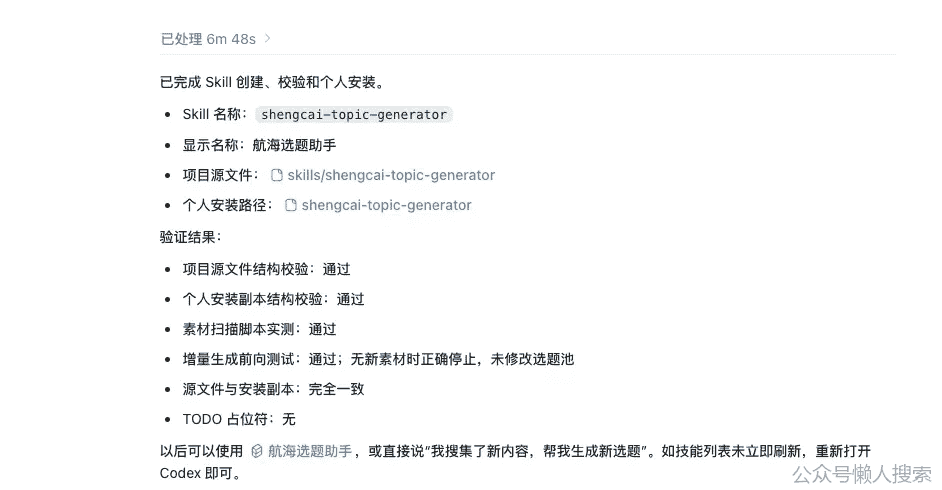 已处理 6m 48s >
已完成 Skill 创建、校验和个人安装。
• Skill 名称： shengcai-topic-generator
• 显示名称：航海选题助手
• 项目源文件： skills/shengcai-topic-generator
• 个人安装路径： shengcai-topic-generator
验证结果：
• 项目源文件结构校验：通过
• 个人安装副本结构校验：通过
• 素材扫描脚本实测：通过
• 增量生成前向测试：通过；无新素材时正确停止，未修改选题池
• 源文件与安装副本：完全一致
• TODO 占位符：无
以后可以使用 航海选题助手，或直接说“我搜集了新内容，帮我生成新选题”。如技能列表未立即刷新，重新打开
Codex 即可。
公众号懒人搜索